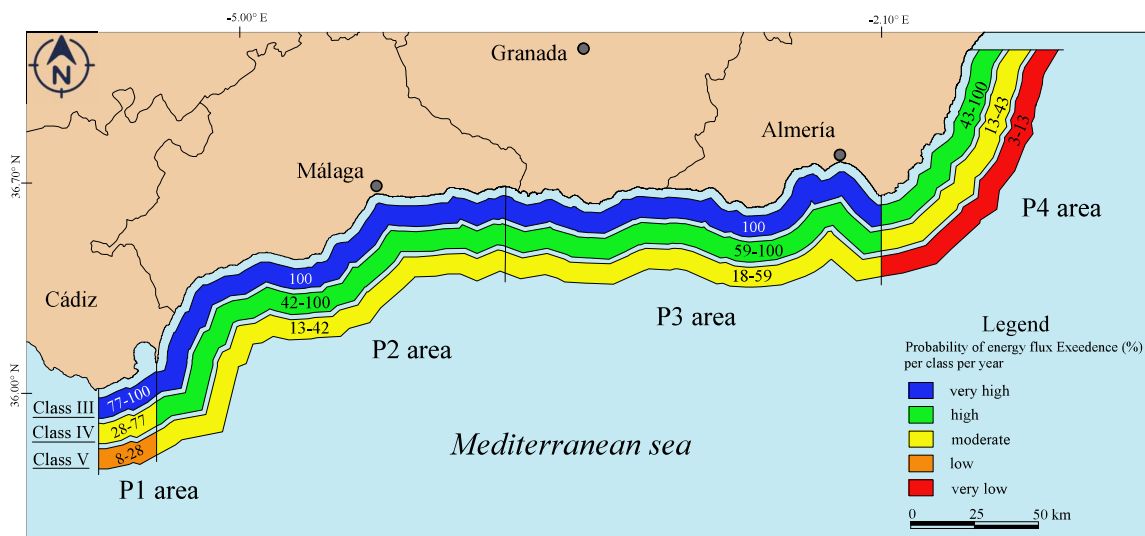 -5.00° E
-2.10° E
N
Granada
Almería
Málaga
Cádiz
36.70° N
36.00° N
43-100
13-43
3-13
P4 area
100
59-100
18-59
P3 area
100
42-100
13-42
P2 area
77-100
28-77
8-28
Class III
Class IV
Class V
P1 area
Mediterranean sea
Legend
Probability of energy flux Exeedence (%)
per class per year
very high
high
moderate
low
very low
0 25 50 km